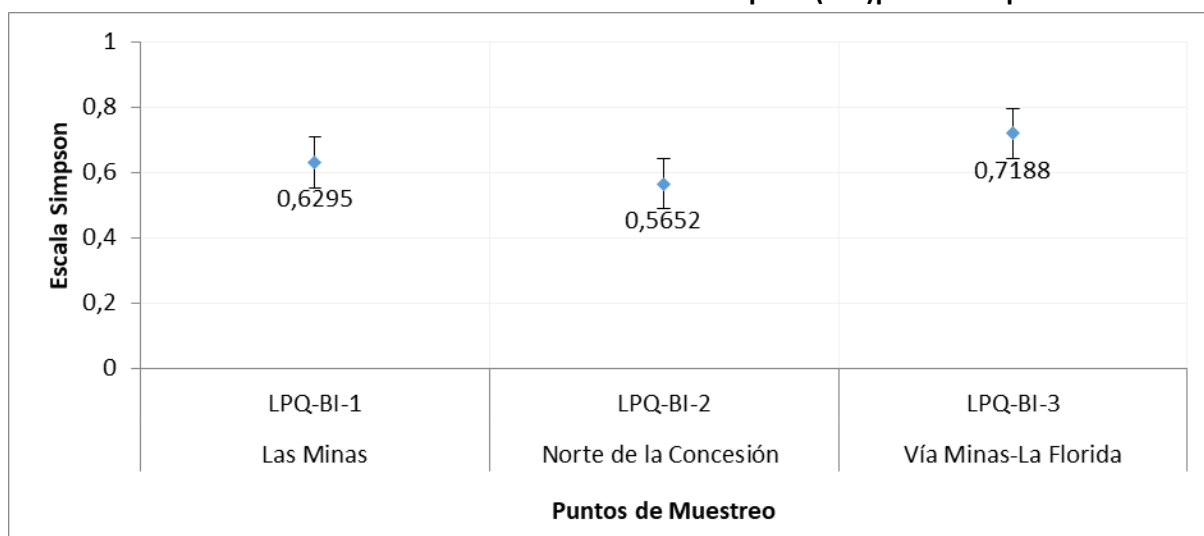 1
0,8
0,6
0,4
0,2
0
Escala Simpson
0,6295
0,5652
0,7188
LPQ-BI-1 LPQ-BI-2 LPQ-BI-3
Las Minas Norte de la Concesión Vía Minas-La Florida
Puntos de Muestreo